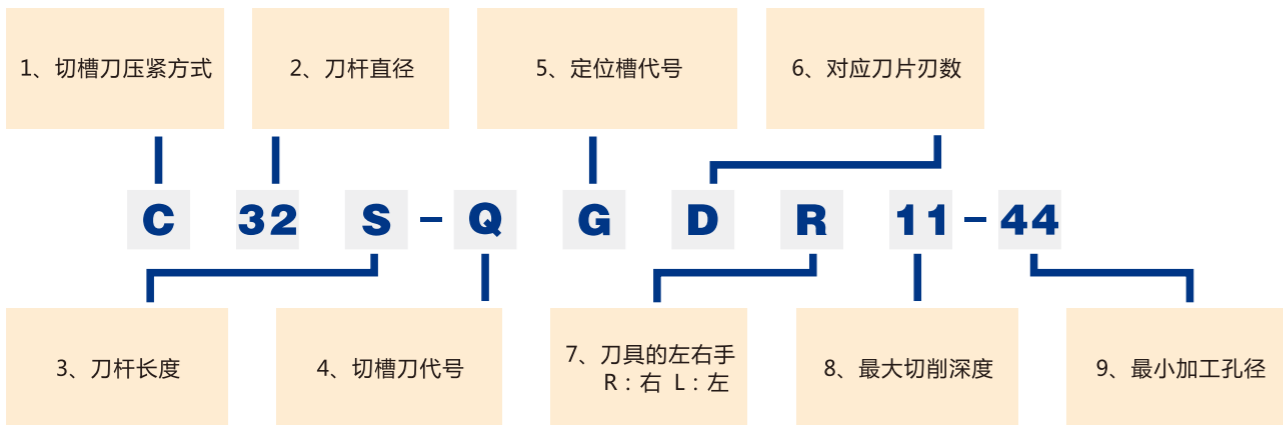 1、切槽刀压紧方式
2、刀杆直径
5、定位槽代号
6、对应刀片刃数
C 32 S – Q G D R 11 – 44
3、刀杆长度
4、切槽刀代号
7、刀具的左右手
R：右 L：左
8、最大切削深度
9、最小加工孔径